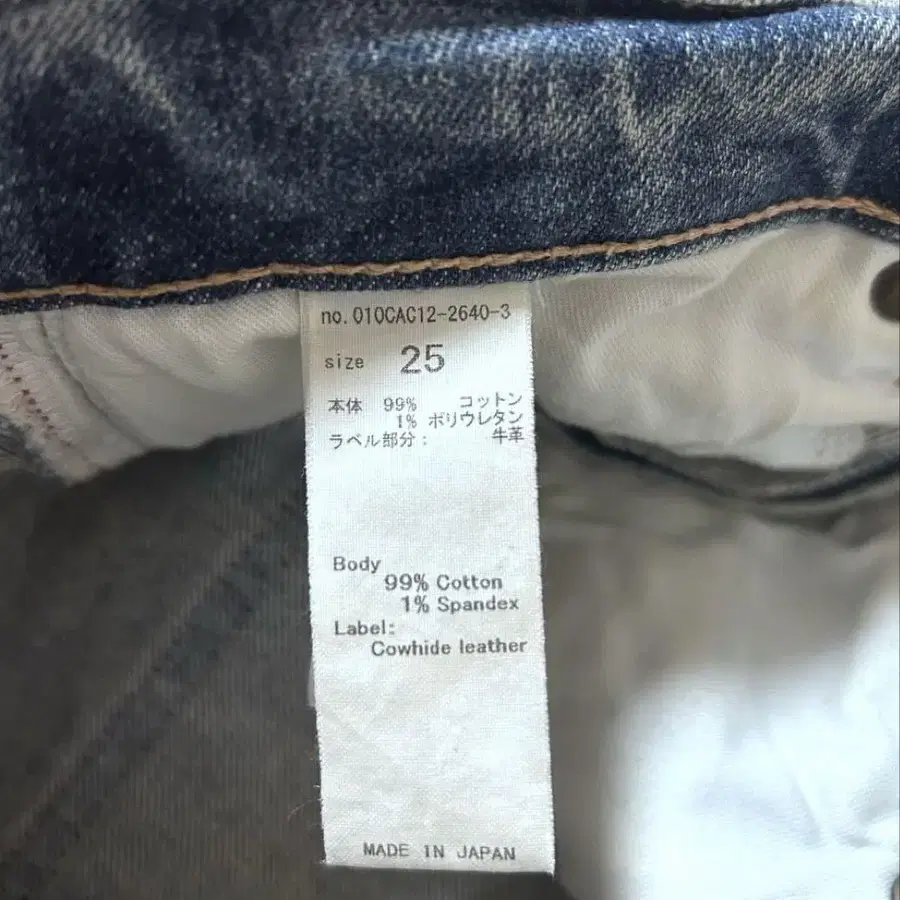 no.010CAC12-2640-3
size 25
本体 99% コットン
1% ポリウレタン
ラベル部分: 牛革
Body
99% Cotton
1% Spandex
Label:
Cowhide leather
MADE IN JAPAN